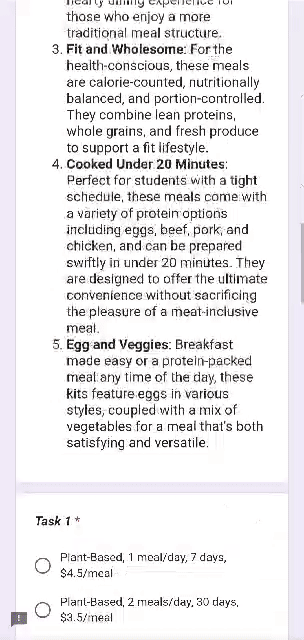 hearty dining experience for
those who enjoy a more
traditional meal structure.
3. Fit and Wholesome: For the
health-conscious, these meals
are calorie-counted, nutritionally
balanced, and portion-controlled.
They combine lean proteins,
whole grains, and fresh produce
to support a fit lifestyle.
4. Cooked Under 20 Minutes:
Perfect for students with a tight
schedule, these meals come with
a variety of protein options
including eggs, beef, pork, and
chicken, and can be prepared
swiftly in under 20 minutes. They
are designed to offer the ultimate
convenience without sacrificing
the pleasure of a meat-inclusive
meal.
5. Egg and Veggies: Breakfast
made easy or a protein-packed
meal any time of the day, these
kits feature eggs in various
styles, coupled with a mix of
vegetables for a meal that's both
satisfying and versatile.
Task 1 *
Plant-Based, 1 meal/day, 7 days,
$4.5/meal
Plant-Based, 2 meals/day, 30 days,
$3.5/meal